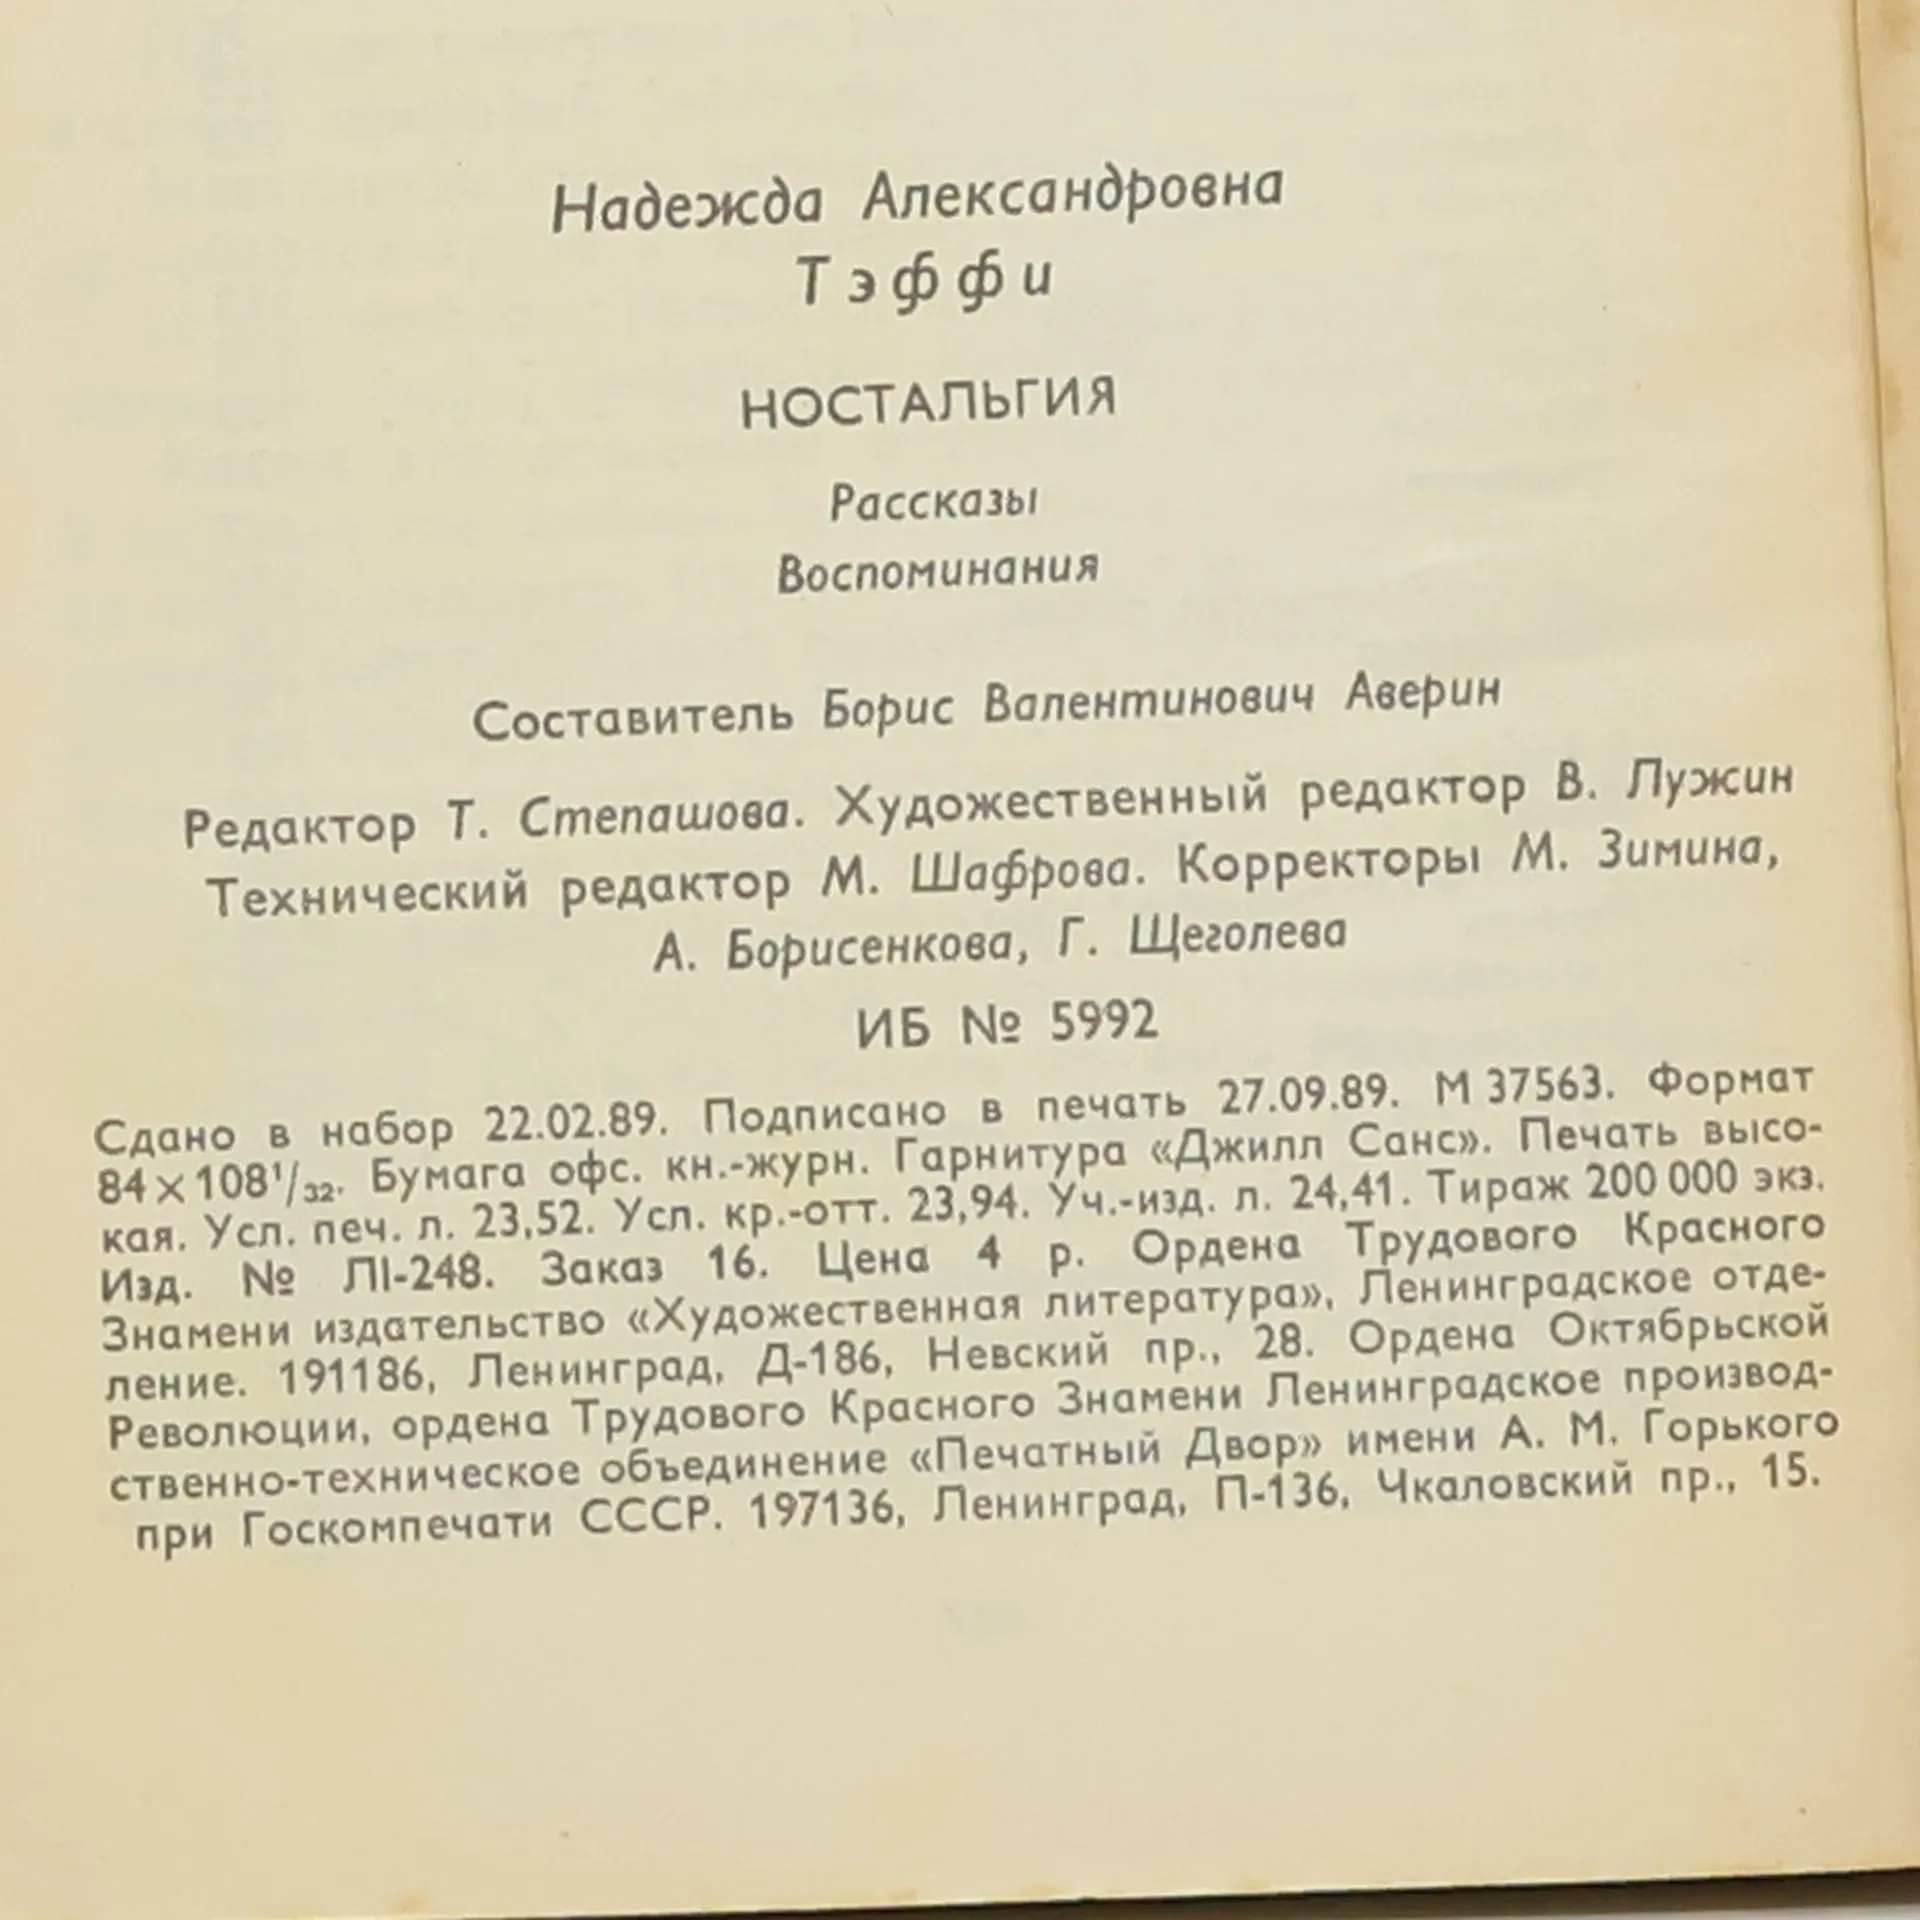 Надежда Александровна
Тэффи
НОСТАЛЬГИЯ
Рассказы
Воспоминания
Составитель Борис Валентинович Аверин
Редактор Т. Степашова. Художественный редактор В. Лужин
Технический редактор М. Шафрова. Корректоры М. Зимина,
А. Борисенкова, Г. Щеголева
ИБ № 5992
Сдано в набор 22.02.89. Подписано в печать 27.09.89. М 37563. Формат
84×108¹/₃₂. Бумага офс. кн.-журн. Гарнитура «Джилл Санс». Печать высо-
кая. Усл. печ. л. 23,52. Усл. кр.-отт. 23,94. Уч.-изд. л. 24,41. Тираж 200 000 экз.
Изд. № ЛI-248. Заказ 16. Цена 4 р. Ордена Трудового Красного
Знамени издательство «Художественная литература», Ленинградское отде-
ление. 191186, Ленинград, Д-186, Невский пр., 28. Ордена Октябрьской
Революции, ордена Трудового Красного Знамени Ленинградское производ-
ственно-техническое объединение «Печатный Двор» имени А. М. Горького
при Госкомпечати СССР. 197136, Ленинград, П-136, Чкаловский пр., 15.